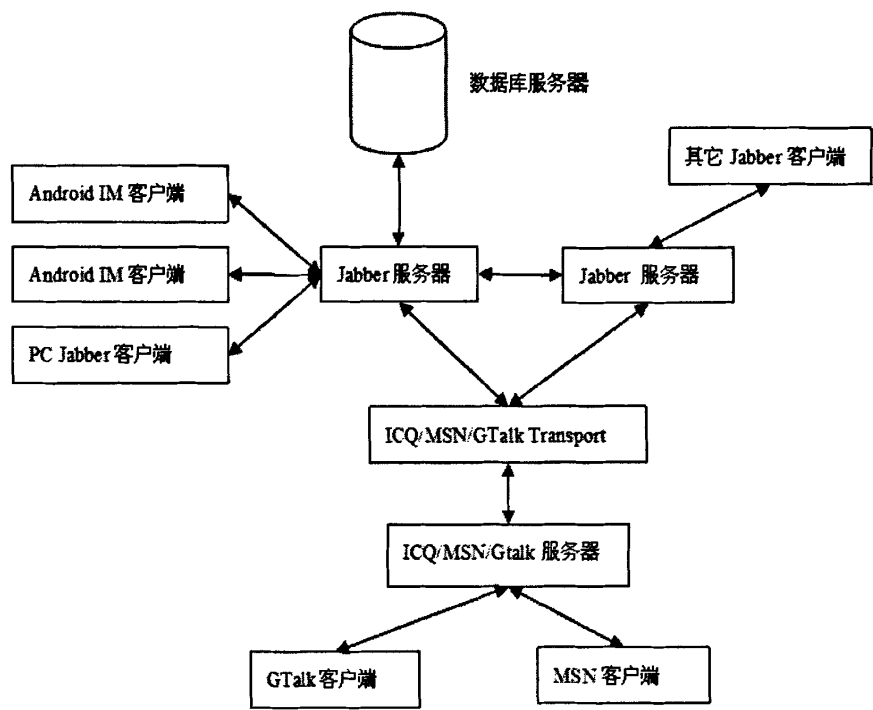 数据库服务器
其它 Jabber 客户端
Android IM 客户端
Android IM 客户端
PC Jabber 客户端
Jabber 服务器
Jabber 服务器
ICQ/MSN/GTalk Transport
ICQ/MSN/Gtalk 服务器
GTalk 客户端
MSN 客户端